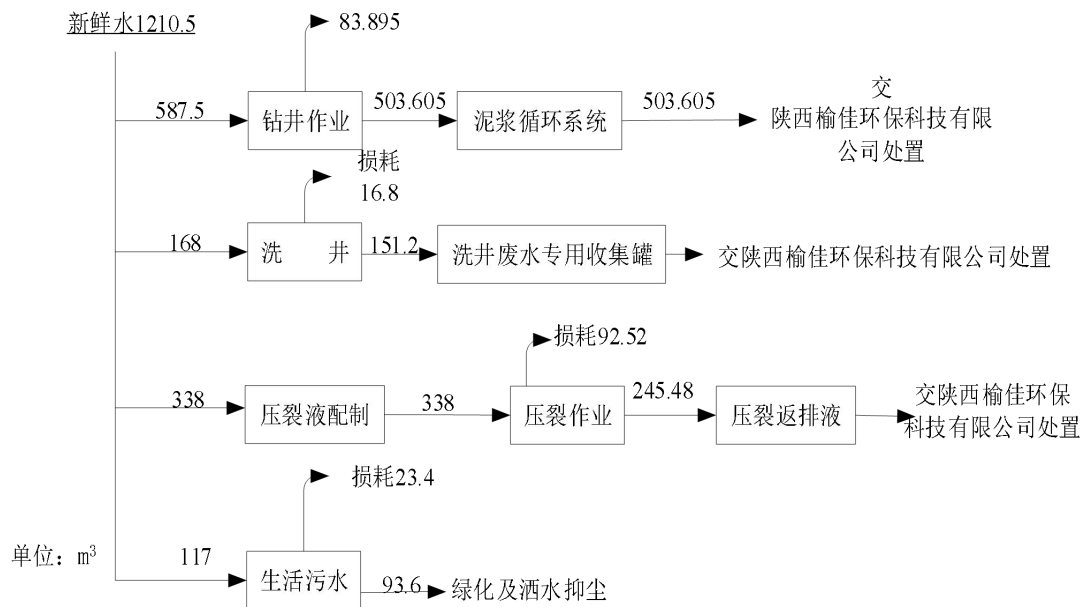 新鲜水1210.5
83.895
587.5
钻井作业
503.605
泥浆循环系统
503.605
交
陕西榆佳环保科技有限
公司处置
损耗
16.8
168
洗 井
151.2
洗井废水专用收集罐
交陕西榆佳环保科技有限公司处置
损耗92.52
338
压裂液配制
338
压裂作业
245.48
压裂返排液
交陕西榆佳环保
科技有限公司处置
损耗23.4
单位：m³
117
生活污水
93.6
绿化及洒水抑尘